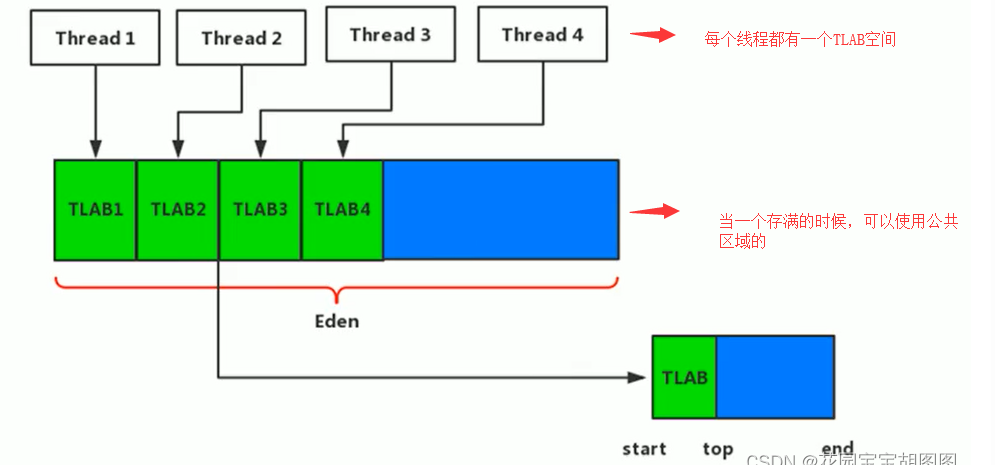 Thread 1
Thread 2
Thread 3
Thread 4
每个线程都有一个TLAB空间
TLAB1
TLAB2
TLAB3
TLAB4
当一个存满的时候，可以使用公共
区域的
Eden
TLAB
start
top
end
CSDN @花园宝宝胡图图